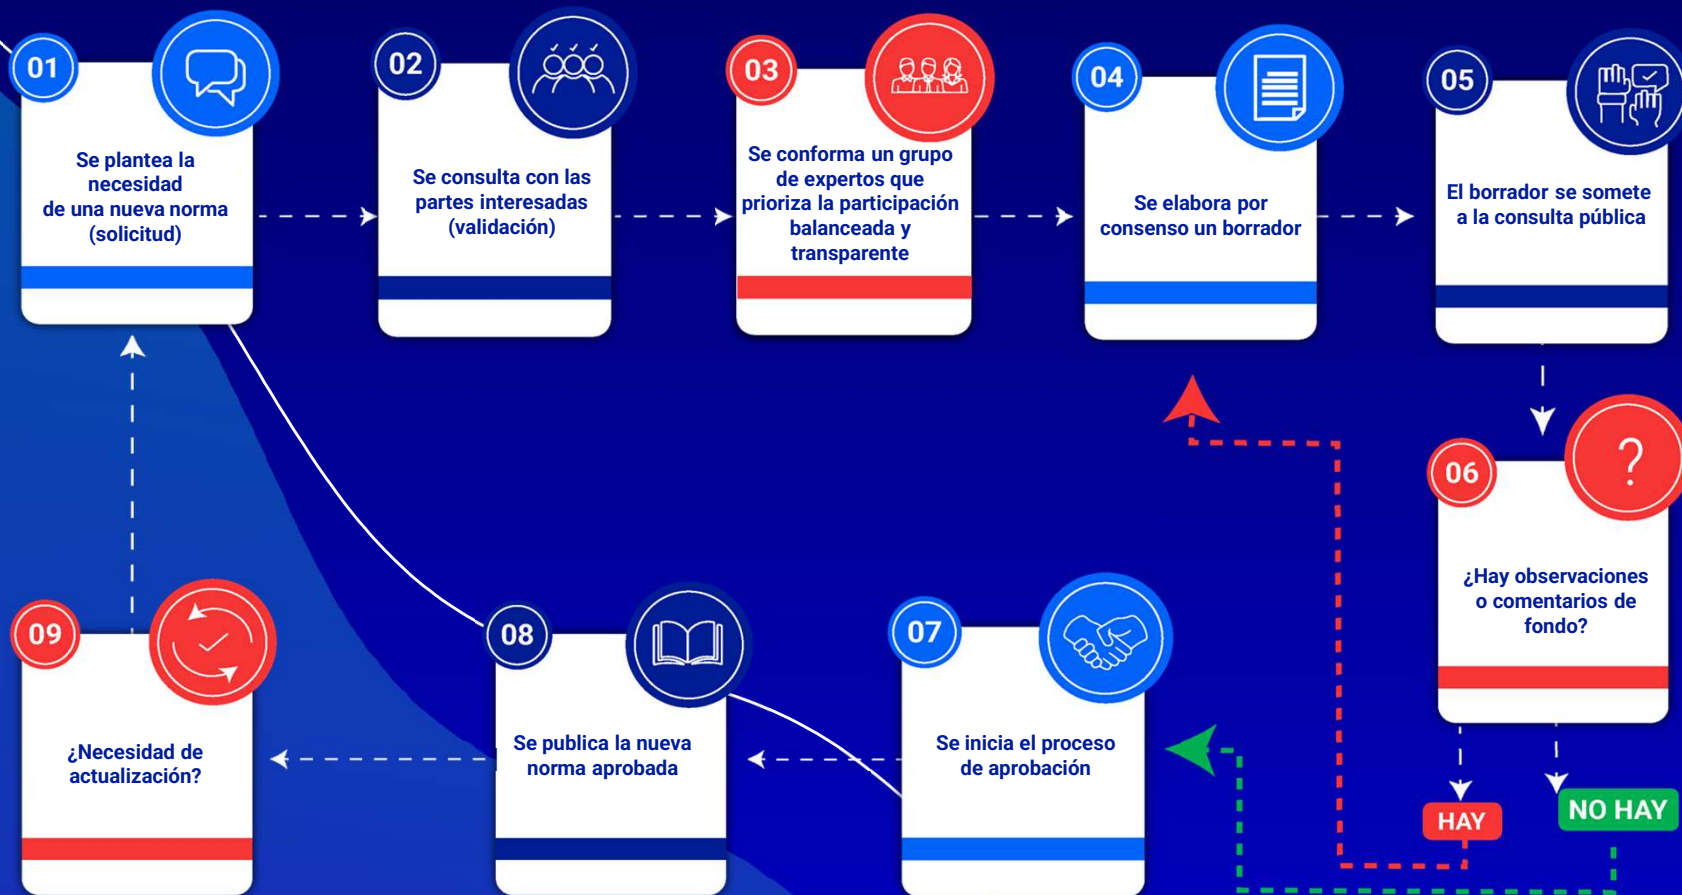 01
Se plantea la
necesidad
de una nueva norma
(solicitud)
02
Se consulta con las
partes interesadas
(validación)
03
Se conforma un grupo
de expertos que
prioriza la participación
balanceada y
transparente
04
Se elabora por
consenso un borrador
05
El borrador se somete
a la consulta pública
06
¿Hay observaciones
o comentarios de
fondo?
HAY
NO HAY
07
Se inicia el proceso
de aprobación
08
Se publica la nueva
norma aprobada
09
¿Necesidad de
actualización?